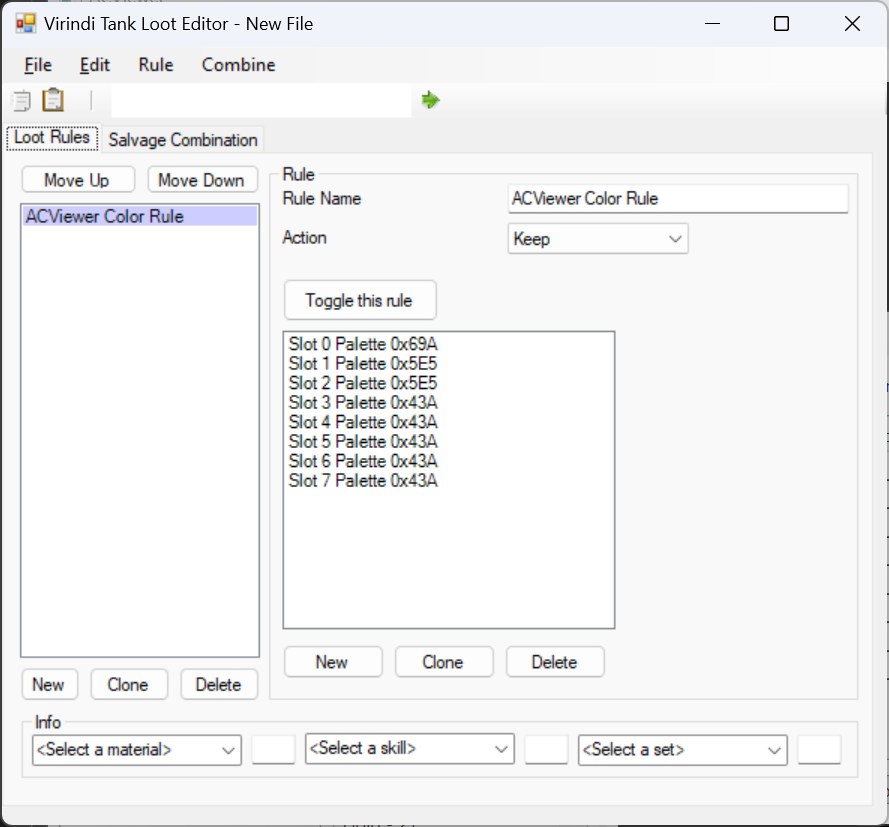 Virindi Tank Loot Editor - New File
File Edit Rule Combine
Loot Rules Salvage Combination
Move Up Move Down
ACViewer Color Rule
Rule
Rule Name ACViewer Color Rule
Action Keep
Toggle this rule
Slot 0 Palette 0x69A
Slot 1 Palette 0x5E5
Slot 2 Palette 0x5E5
Slot 3 Palette 0x43A
Slot 4 Palette 0x43A
Slot 5 Palette 0x43A
Slot 6 Palette 0x43A
Slot 7 Palette 0x43A
New Clone Delete
New Clone Delete
Info
<Select a material> <Select a skill> <Select a set>